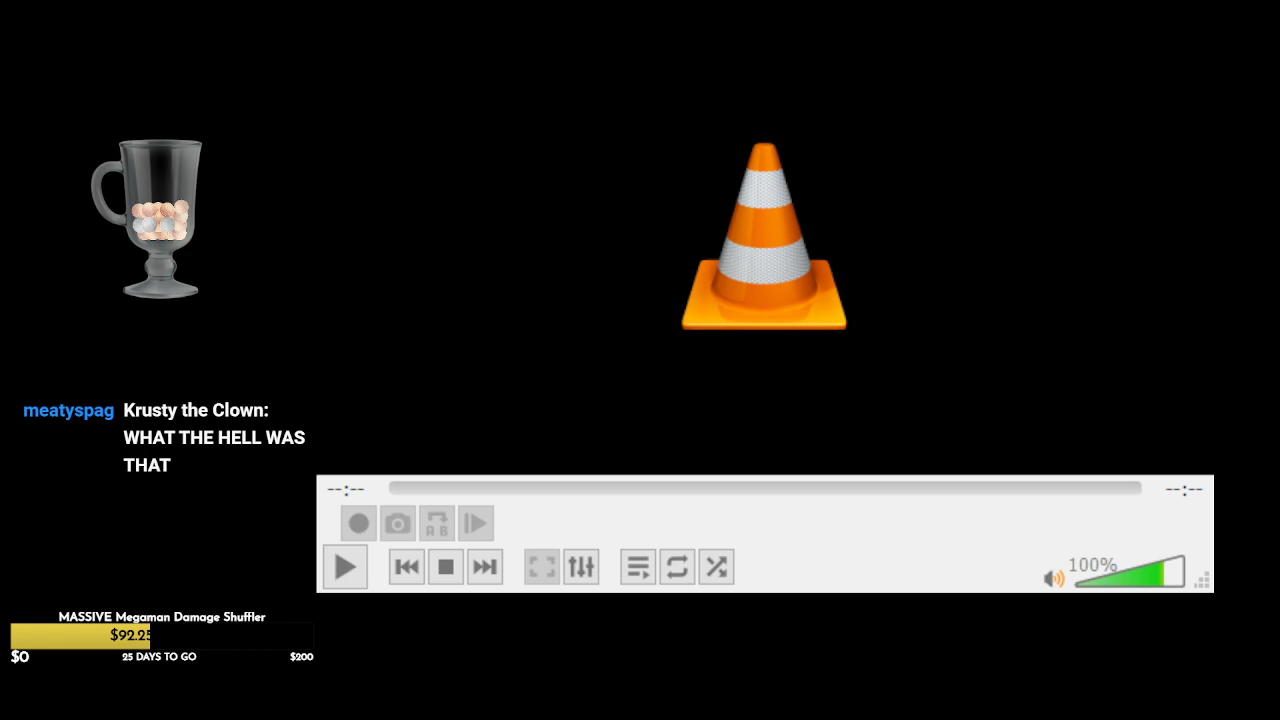 meatyspag Krusty the Clown:
WHAT THE HELL WAS
THAT
--:-- --:--
A B
100%
MASSIVE Megaman Damage Shuffler
$92.25
$0 25 DAYS TO GO $200